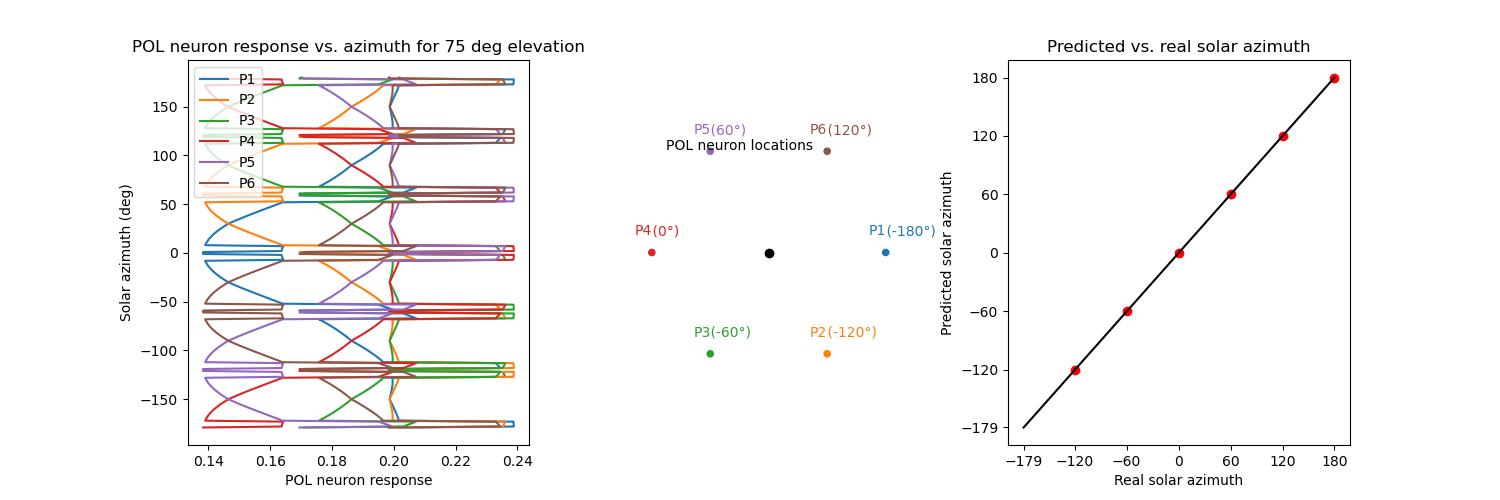 POL neuron response vs. azimuth for 75 deg elevation
P1
P2
P3
P4
P5
P6
150
100
50
0
−50
−100
−150
Solar azimuth (deg)
0.14 0.16 0.18 0.20 0.22 0.24
POL neuron response
P5(60°) P6(120°)
POL neuron locations
P4(0°) P1(-180°)
P3(-60°) P2(-120°)
Predicted vs. real solar azimuth
180
120
60
0
−60
−120
−179
Predicted solar azimuth
−179 −120 −60 0 60 120 180
Real solar azimuth